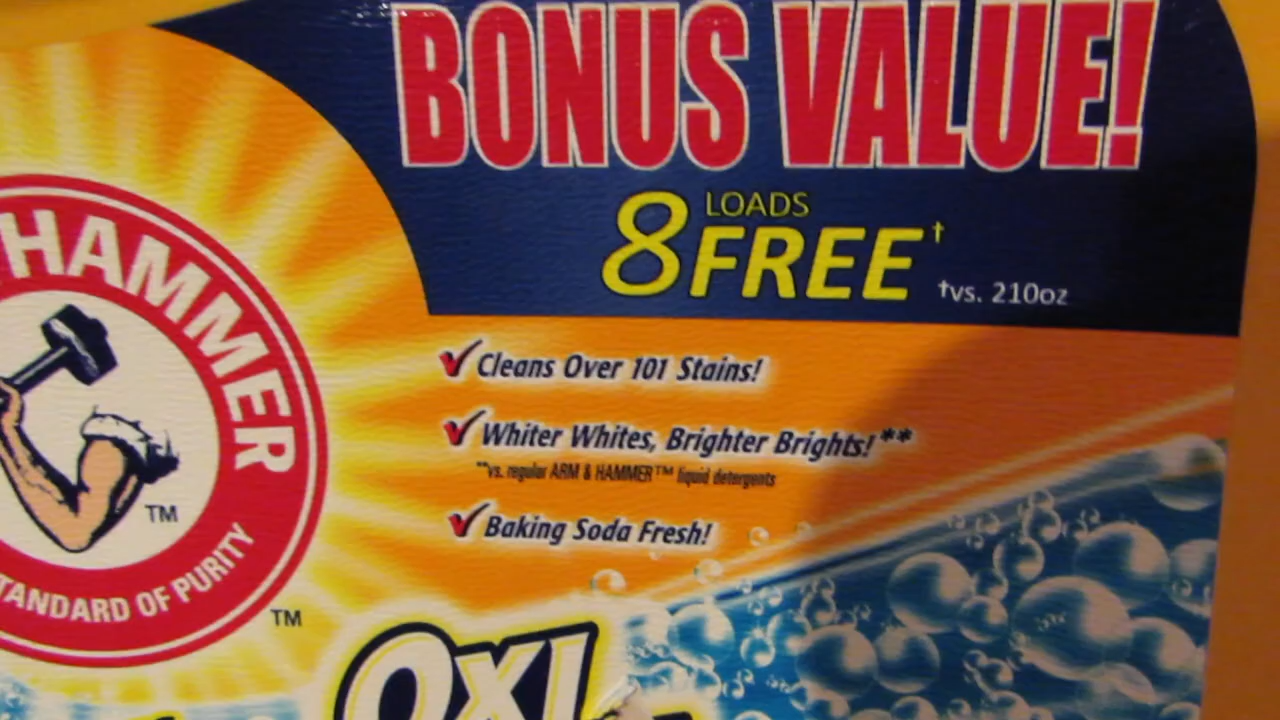 BONUS VALUE!
8 LOADS
FREE†
†vs. 210oz
HAMMER
TM
TANDARD OF PURITY
TM
Cleans Over 101 Stains!
Whiter Whites, Brighter Brights!**
**vs. regular ARM & HAMMER™ liquid detergents
Baking Soda Fresh!
OXI